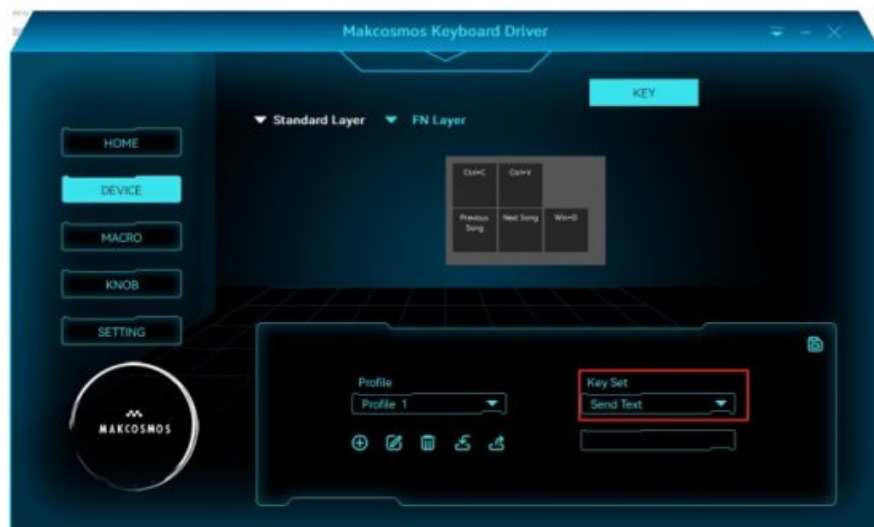 Makcosmos Keyboard Driver
KEY
Standard Layer
FN Layer
HOME
DEVICE
MACRO
KNOB
SETTING
Ctrl+C
Ctrl+V
Previous Song
Next Song
Win+D
Profile
Profile 1
Key Set
Send Text
MAKCOSMOS